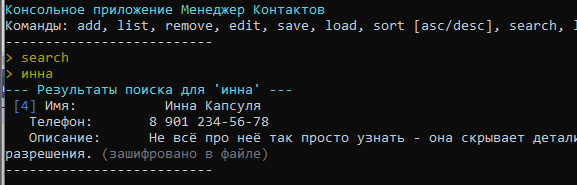 Консольное приложение Менеджер Контактов
Команды: add, list, remove, edit, save, load, sort [asc/desc], search,
-------------------------
> search
> инна
--- Результаты поиска для 'инна' ---
[4] Имя: Инна Капсуля
Телефон: 8 901 234-56-78
Описание: Не всё про неё так просто узнать - она скрывает детали
разрешения. (зашифровано в файле)
-------------------------